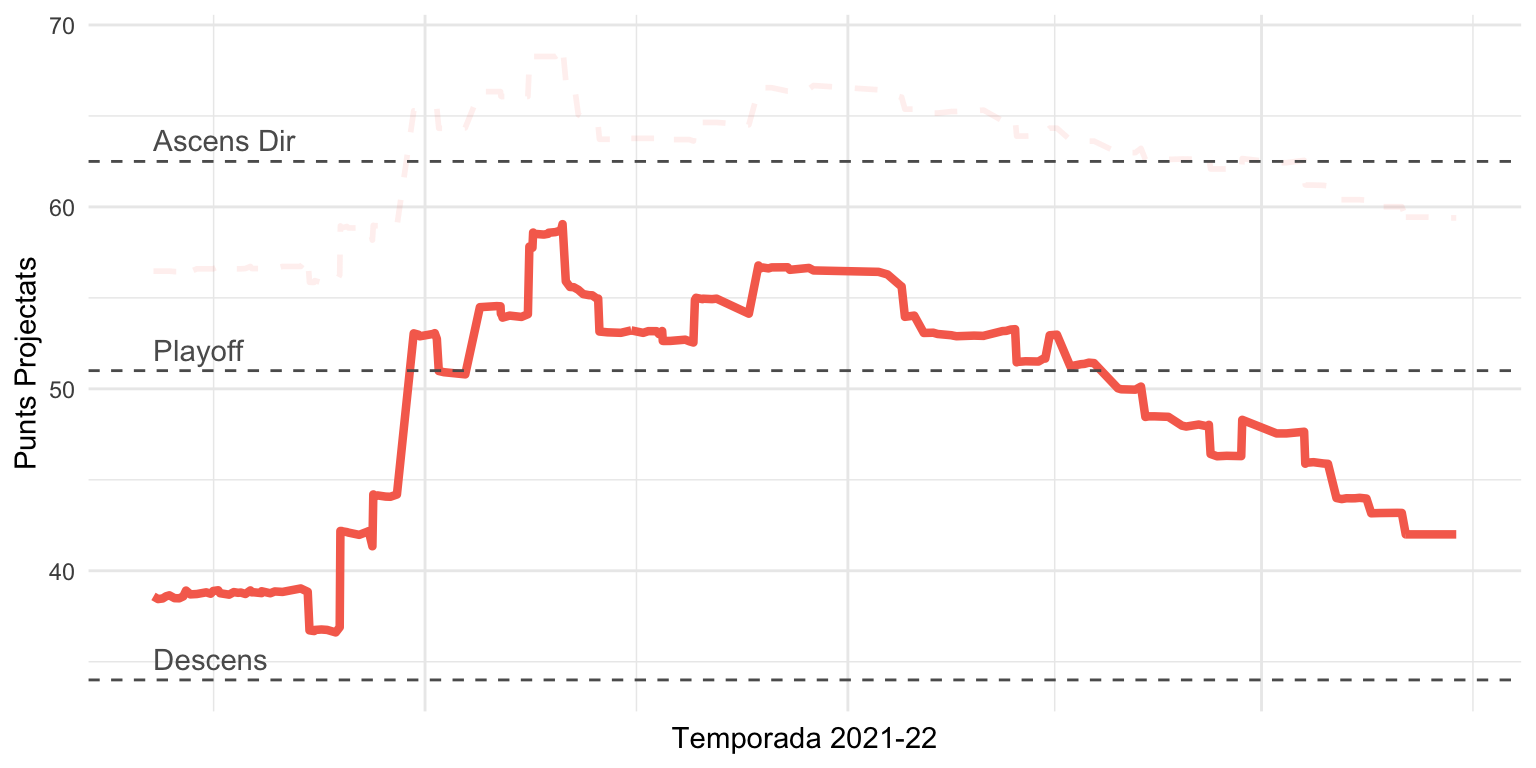 70
Ascens Dir
60
Playoff
50
40
Descens
Punts Projectats
Temporada 2021-22